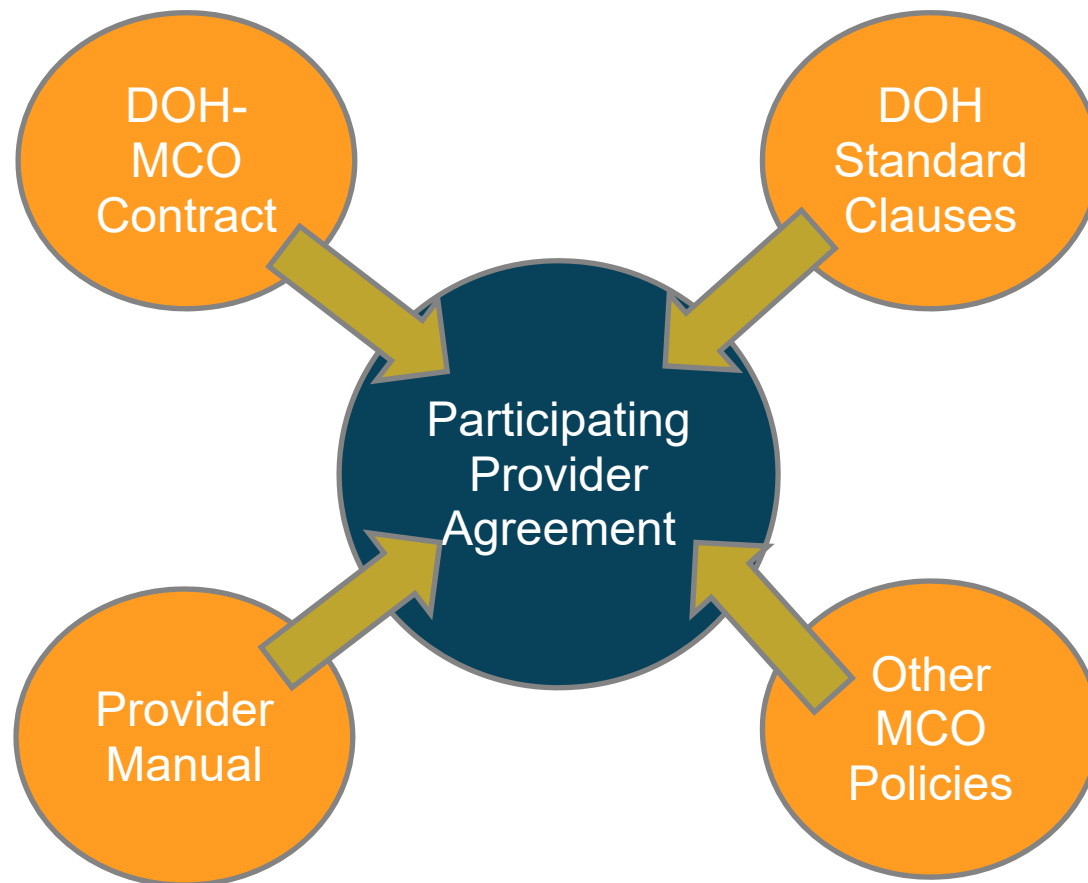 DOH-
MCO
Contract
DOH
Standard
Clauses
Participating
Provider
Agreement
Provider
Manual
Other
MCO
Policies